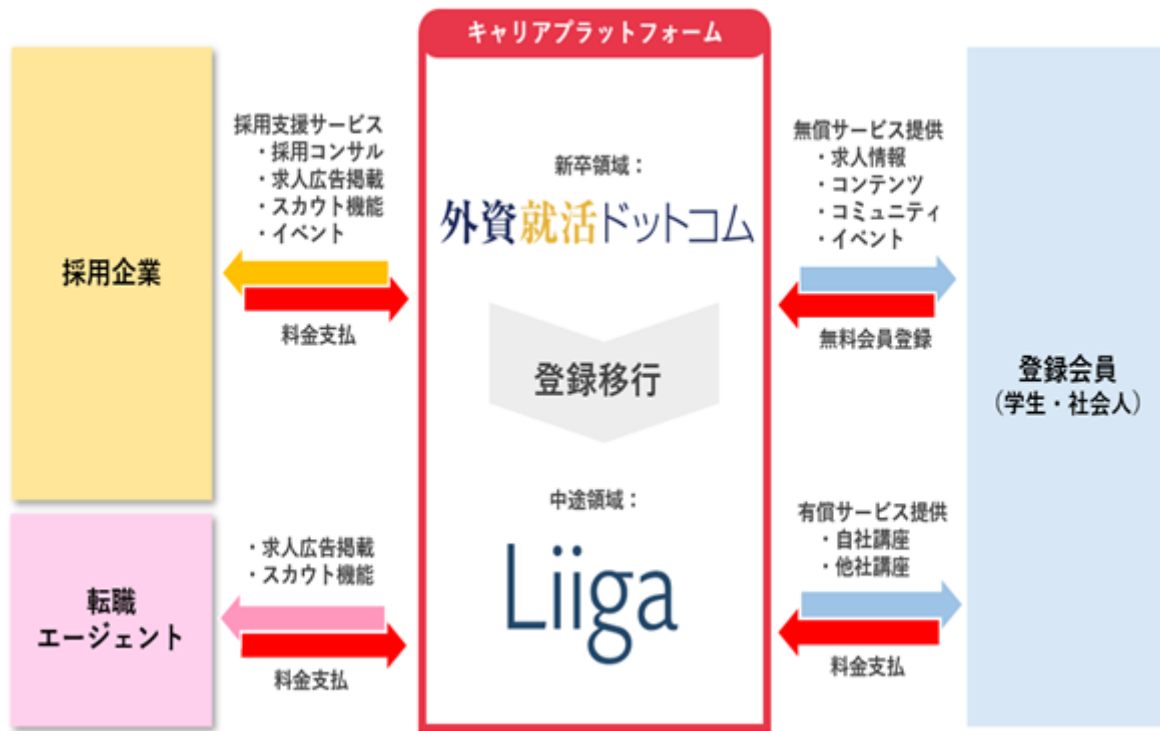 キャリアプラットフォーム
採用企業
採用支援サービス
・採用コンサル
・求人広告掲載
・スカウト機能
・イベント
料金支払
新卒領域：
外資就活ドットコム
登録移行
中途領域：
Liiga
無償サービス提供
・求人情報
・コンテンツ
・コミュニティ
・イベント
無料会員登録
登録会員
（学生・社会人）
転職
エージェント
・求人広告掲載
・スカウト機能
料金支払
有償サービス提供
・自社講座
・他社講座
料金支払